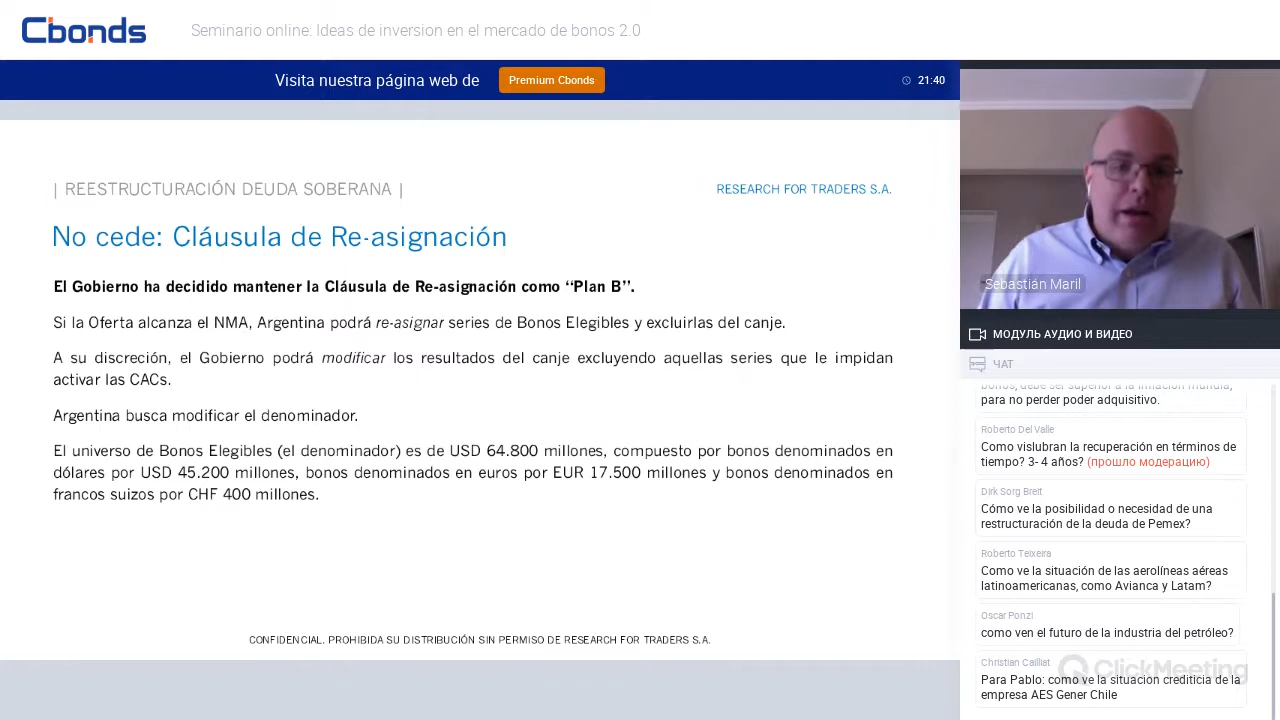 Cbonds
Seminario online: Ideas de inversion en el mercado de bonos 2.0
Visita nuestra página web de
Premium Cbonds
21:40
| REESTRUCTURACIÓN DEUDA SOBERANA |
RESEARCH FOR TRADERS S.A.
No cede: Cláusula de Re-asignación
El Gobierno ha decidido mantener la Cláusula de Re-asignación como “Plan B”.
Si la Oferta alcanza el NMA, Argentina podrá re-asignar series de Bonos Elegibles y excluirlas del canje.
A su discreción, el Gobierno podrá modificar los resultados del canje excluyendo aquellas series que le impidan
activar las CACs.
Argentina busca modificar el denominador.
El universo de Bonos Elegibles (el denominador) es de USD 64.800 millones, compuesto por bonos denominados en
dólares por USD 45.200 millones, bonos denominados en euros por EUR 17.500 millones y bonos denominados en
francos suizos por CHF 400 millones.
CONFIDENCIAL. PROHIBIDA SU DISTRIBUCIÓN SIN PERMISO DE RESEARCH FOR TRADERS S.A.
Sebastián Maril
МОДУЛЬ АУДИО И ВИДЕО
ЧАТ
bonos, debe ser superior a la inflación mundia,
para no perder poder adquisitivo.
Roberto Del Valle
Como vislubran la recuperación en términos de
tiempo? 3- 4 años? (прошло модерацию)
Dirk Sorg Breit
Cómo ve la posibilidad o necesidad de una
restructuración de la deuda de Pemex?
Roberto Teixeira
Como ve la situación de las aerolíneas aéreas
latinoamericanas, como Avianca y Latam?
Oscar Ponzi
como ven el futuro de la industria del petróleo?
Christian Cailliat
Para Pablo: como ve la situación crediticia de la
empresa AES Gener Chile
ClickMeeting